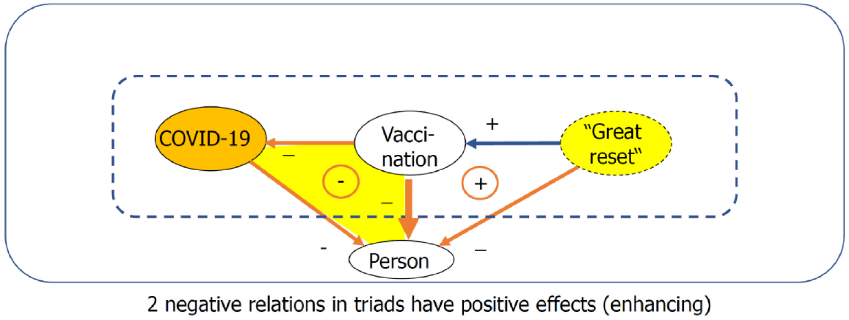 +
COVID-19
Vacci-
nation
"Great
reset"
–
-
+
–
-
Person
–
2 negative relations in triads have positive effects (enhancing)